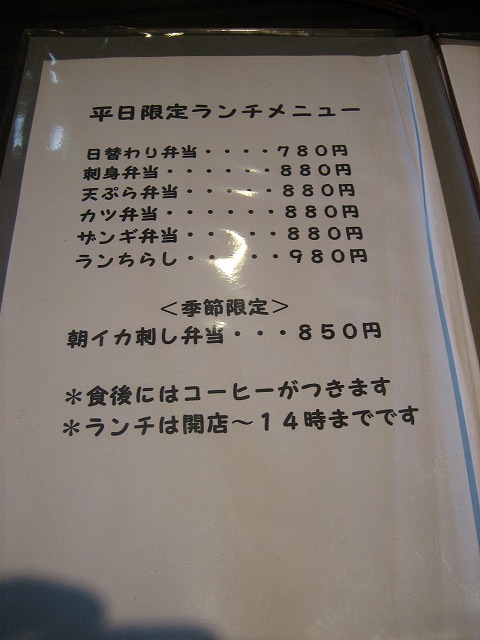 平日限定ランチメニュー
日替わり弁当・・・・７８０円
刺身弁当・・・・・・８８０円
天ぷら弁当・・・・・８８０円
カツ弁当・・・・・・８８０円
ザンギ弁当・・・・・８８０円
ランちらし・・・・・９８０円
＜季節限定＞
朝イカ刺し弁当・・・８５０円
＊食後にはコーヒーがつきます
＊ランチは開店～１４時までです